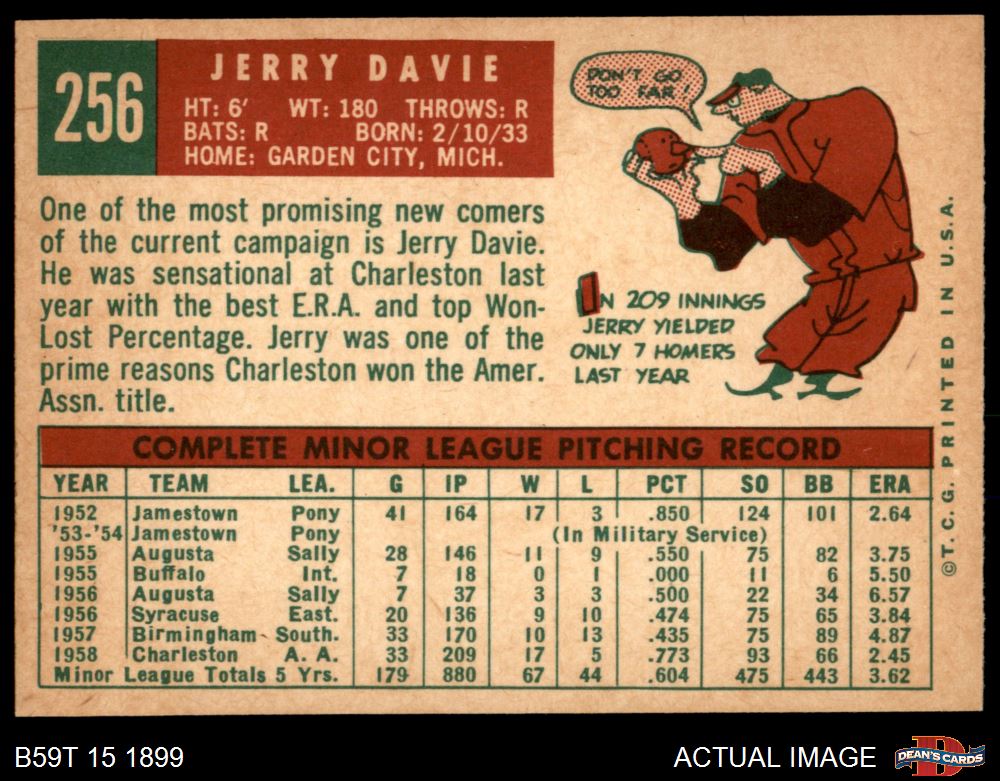 256
JERRY DAVIE
HT: 6' WT: 180 THROWS: R
BATS: R BORN: 2/10/33
HOME: GARDEN CITY, MICH.
DON'T GO
TOO FAR!
One of the most promising new comers
of the current campaign is Jerry Davie.
He was sensational at Charleston last
year with the best E.R.A. and top Won-
Lost Percentage. Jerry was one of the
prime reasons Charleston won the Amer.
Assn. title.
IN 209 INNINGS
JERRY YIELDED
ONLY 7 HOMERS
LAST YEAR
©T. C. G. PRINTED IN U.S.A.
COMPLETE MINOR LEAGUE PITCHING RECORD
YEAR TEAM LEA. G IP W L PCT SO BB ERA
1952 Jamestown Pony 41 164 17 3 .850 124 101 2.64
'53-'54 Jamestown Pony (In Military Service)
1955 Augusta Sally 28 146 11 9 .550 75 82 3.75
1955 Buffalo Int. 7 18 0 1 .000 11 6 5.50
1956 Augusta Sally 7 37 3 3 .500 22 34 6.57
1956 Syracuse East. 20 136 9 10 .474 75 65 3.84
1957 Birmingham South. 33 170 10 13 .435 75 89 4.87
1958 Charleston A. A. 33 209 17 5 .773 93 66 2.45
Minor League Totals 5 Yrs. 179 880 67 44 .604 475 443 3.62
B59T 15 1899
ACTUAL IMAGE
D
DEAN'S CARDS